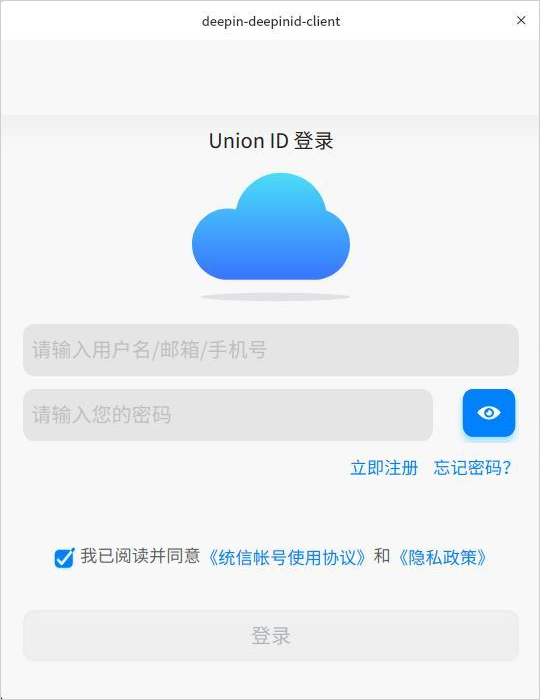 deepin-deepinid-client
Union ID 登录
请输入用户名/邮箱/手机号
请输入您的密码
立即注册 忘记密码?
我已阅读并同意《统信帐号使用协议》和《隐私政策》
登录